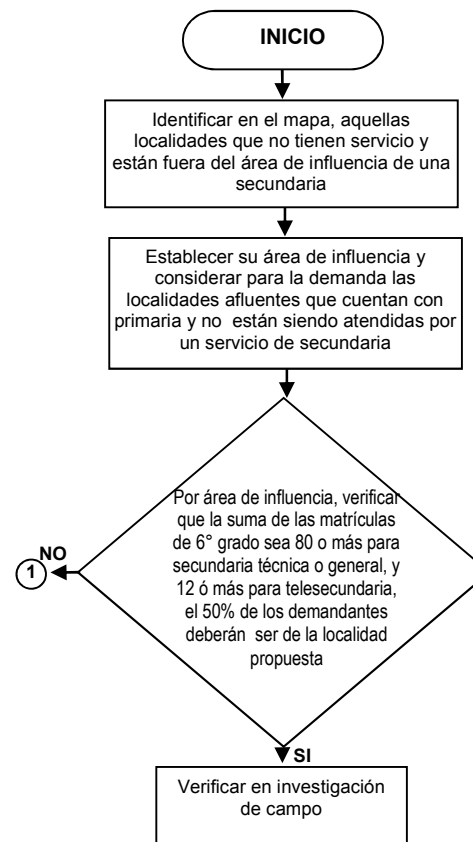 INICIO
Identificar en el mapa, aquellas
localidades que no tienen servicio y
están fuera del área de influencia de una
secundaria
Establecer su área de influencia y
considerar para la demanda las
localidades afluentes que cuentan con
primaria y no están siendo atendidas por
un servicio de secundaria
Por área de influencia, verificar
que la suma de las matrículas
de 6° grado sea 80 o más para
secundaria técnica o general, y
12 ó más para telesecundaria,
el 50% de los demandantes
deberán ser de la localidad
propuesta
NO
1
SI
Verificar en investigación
de campo